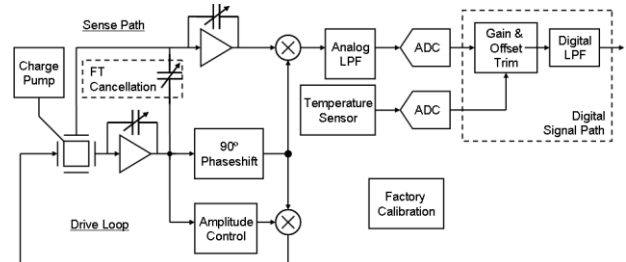 Sense Path
Charge
Pump
FT
Cancellation
Analog
LPF
ADC
Gain &
Offset
Trim
Digital
LPF
Temperature
Sensor
ADC
Digital
Signal Path
90º
Phaseshift
Drive Loop
Amplitude
Control
Factory
Calibration